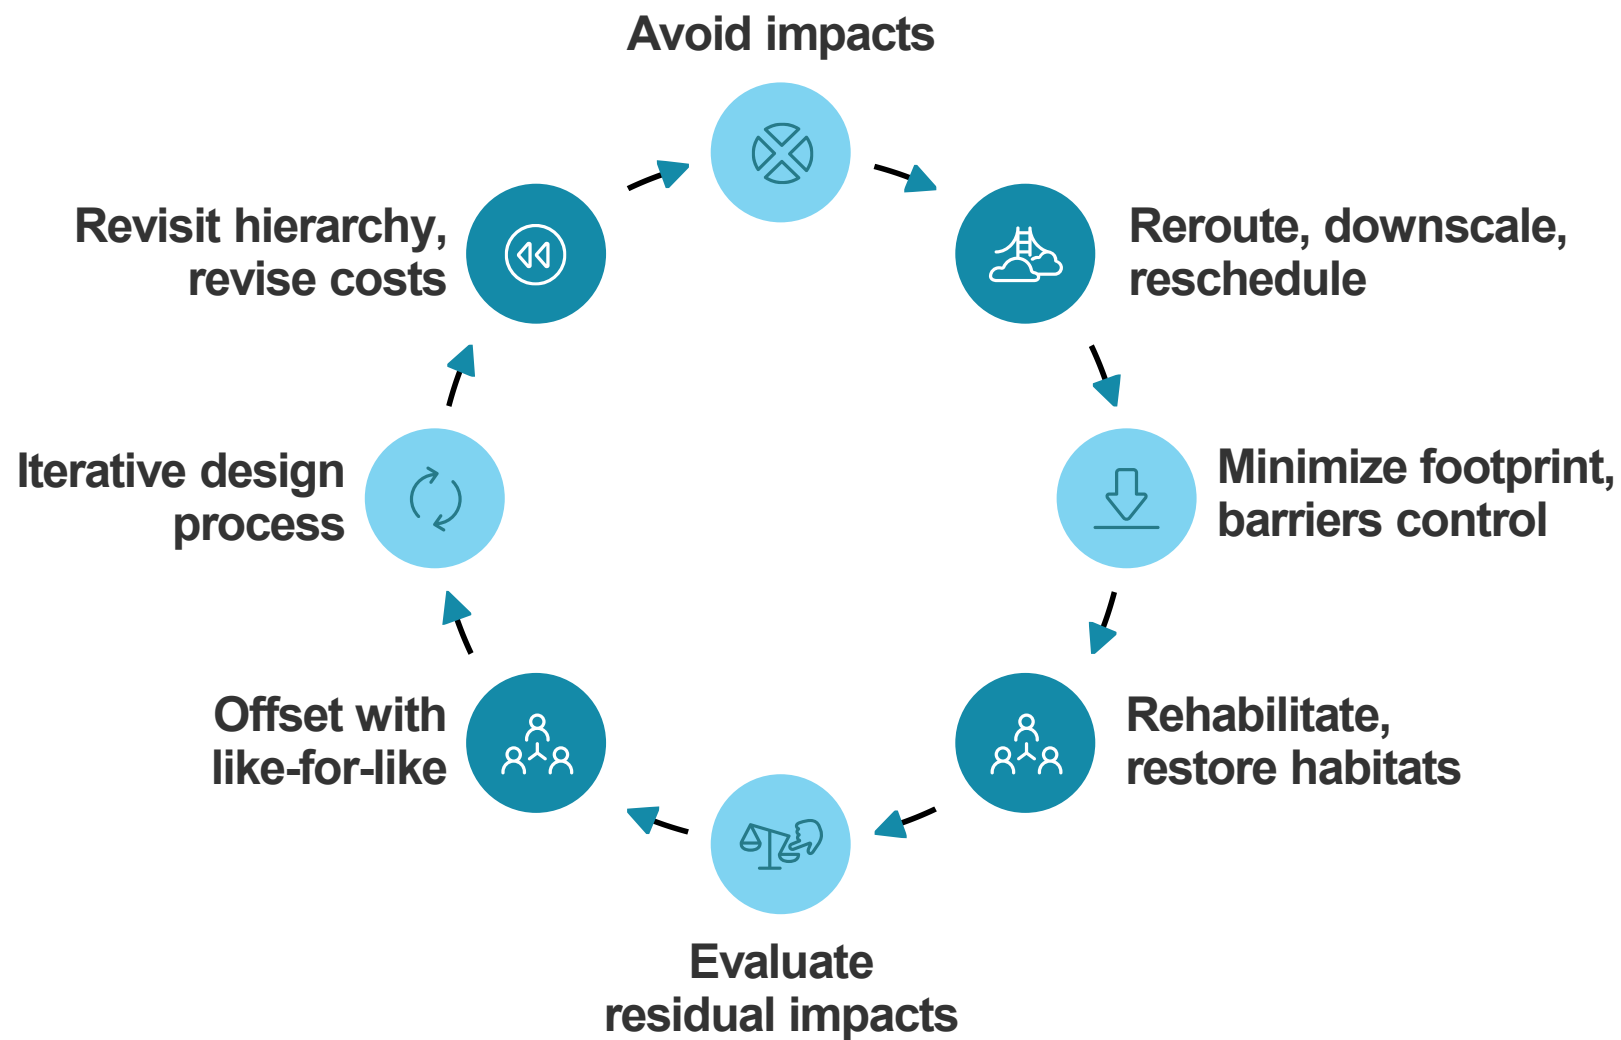 Avoid impacts
Reroute, downscale,
reschedule
Minimize footprint,
barriers control
Rehabilitate,
restore habitats
Evaluate
residual impacts
Offset with
like-for-like
Iterative design
process
Revisit hierarchy,
revise costs